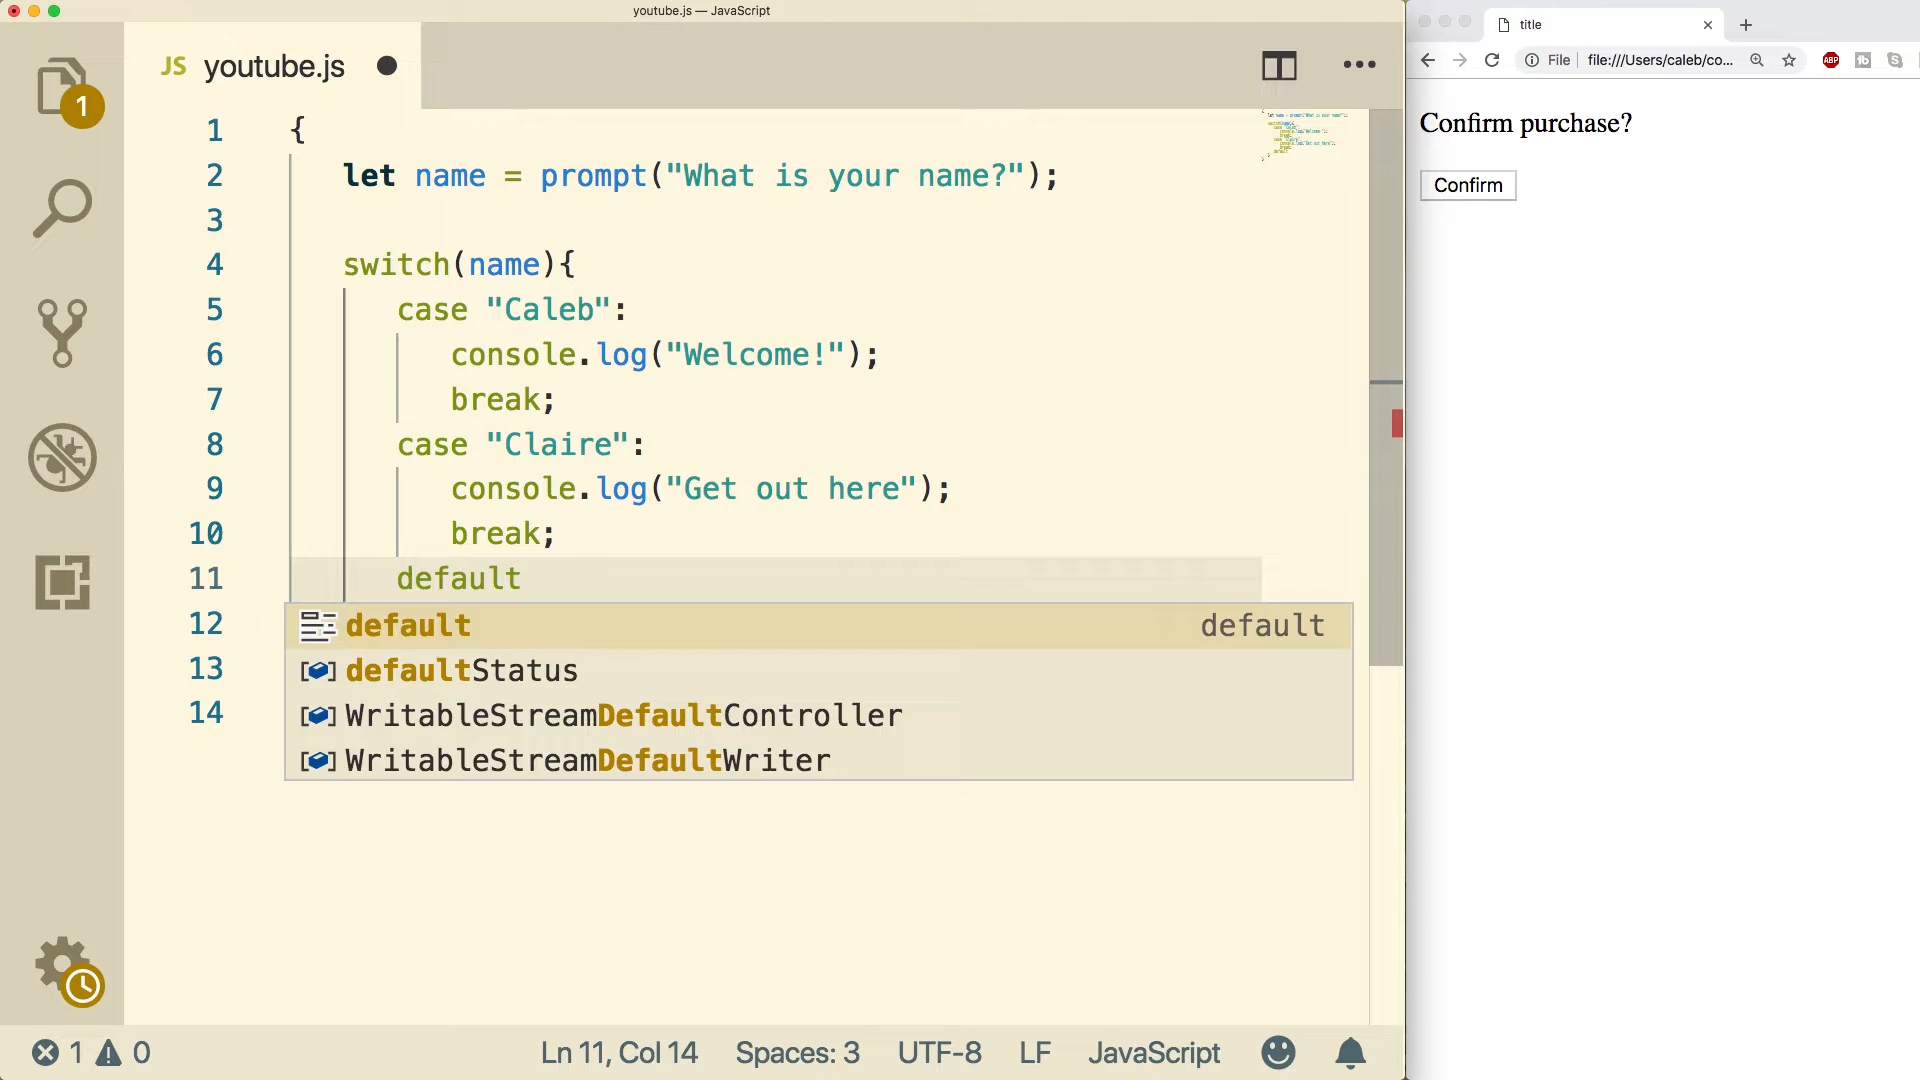 youtube.js — JavaScript
JS youtube.js
1
1 {
2 let name = prompt("What is your name?");
3
4 switch(name){
5 case "Caleb":
6 console.log("Welcome!");
7 break;
8 case "Claire":
9 console.log("Get out here");
10 break;
11 default
12
13
14
default default
defaultStatus
WritableStreamDefaultController
WritableStreamDefaultWriter
1 0 Ln 11, Col 14 Spaces: 3 UTF-8 LF JavaScript
title
File file:///Users/caleb/co...
ABP
Confirm purchase?
Confirm